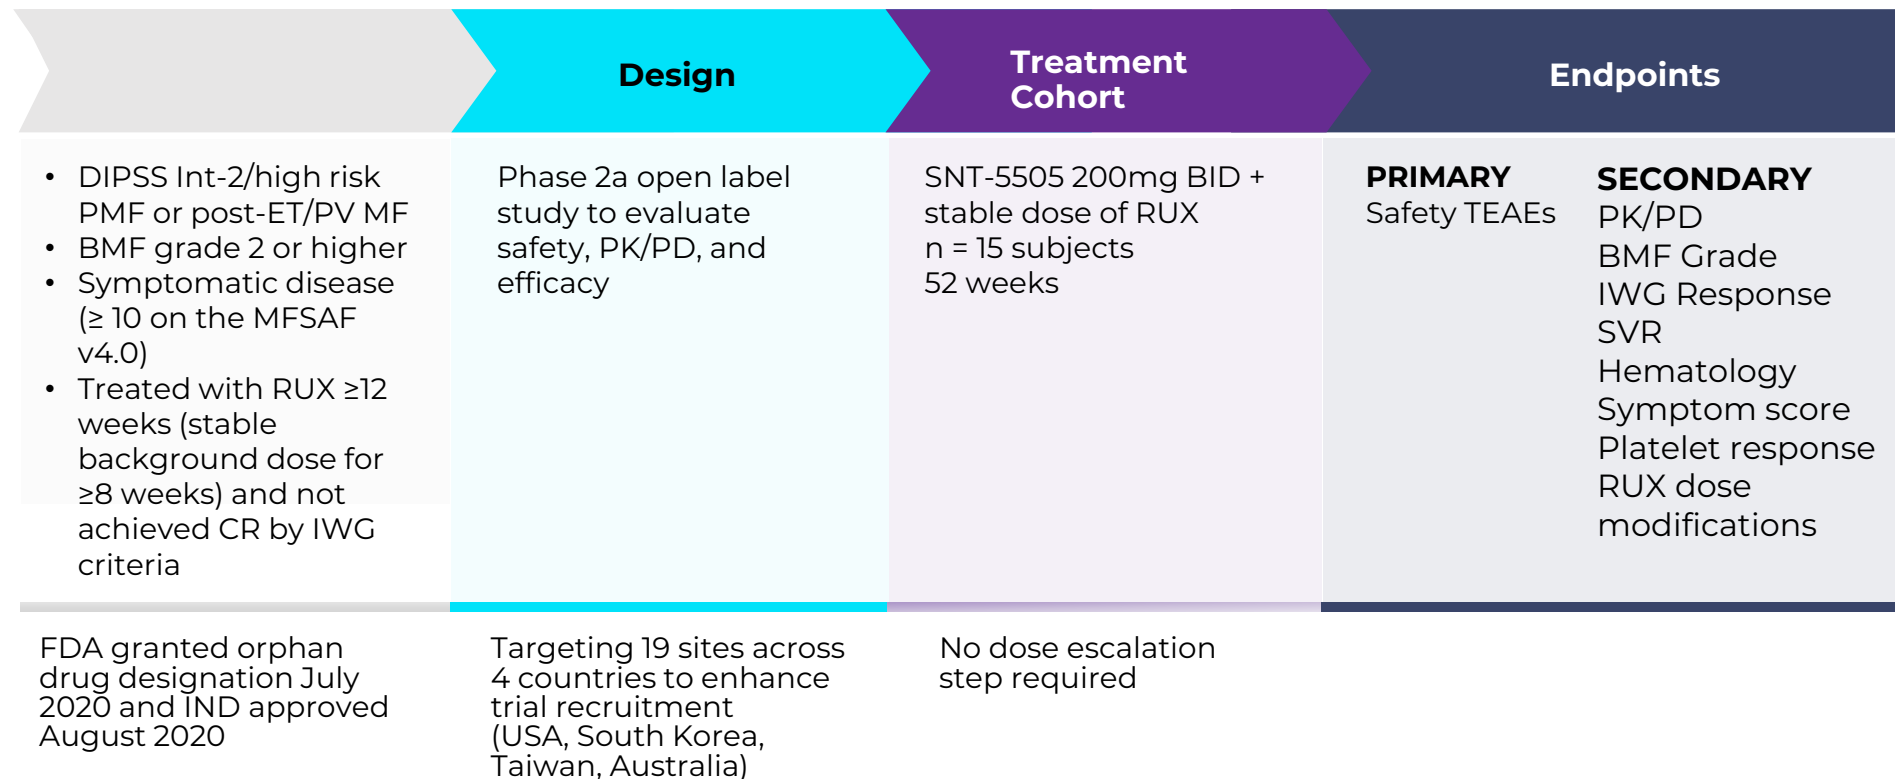 Design
Treatment
Cohort
Endpoints
• DIPSS Int-2/high risk
PMF or post-ET/PV MF
• BMF grade 2 or higher
• Symptomatic disease
(≥ 10 on the MFSAF
v4.0)
• Treated with RUX ≥12
weeks (stable
background dose for
≥8 weeks) and not
achieved CR by IWG
criteria
Phase 2a open label
study to evaluate
safety, PK/PD, and
efficacy
SNT-5505 200mg BID +
stable dose of RUX
n = 15 subjects
52 weeks
PRIMARY
Safety TEAEs
SECONDARY
PK/PD
BMF Grade
IWG Response
SVR
Hematology
Symptom score
Platelet response
RUX dose
modifications
FDA granted orphan
drug designation July
2020 and IND approved
August 2020
Targeting 19 sites across
4 countries to enhance
trial recruitment
(USA, South Korea,
Taiwan, Australia)
No dose escalation
step required